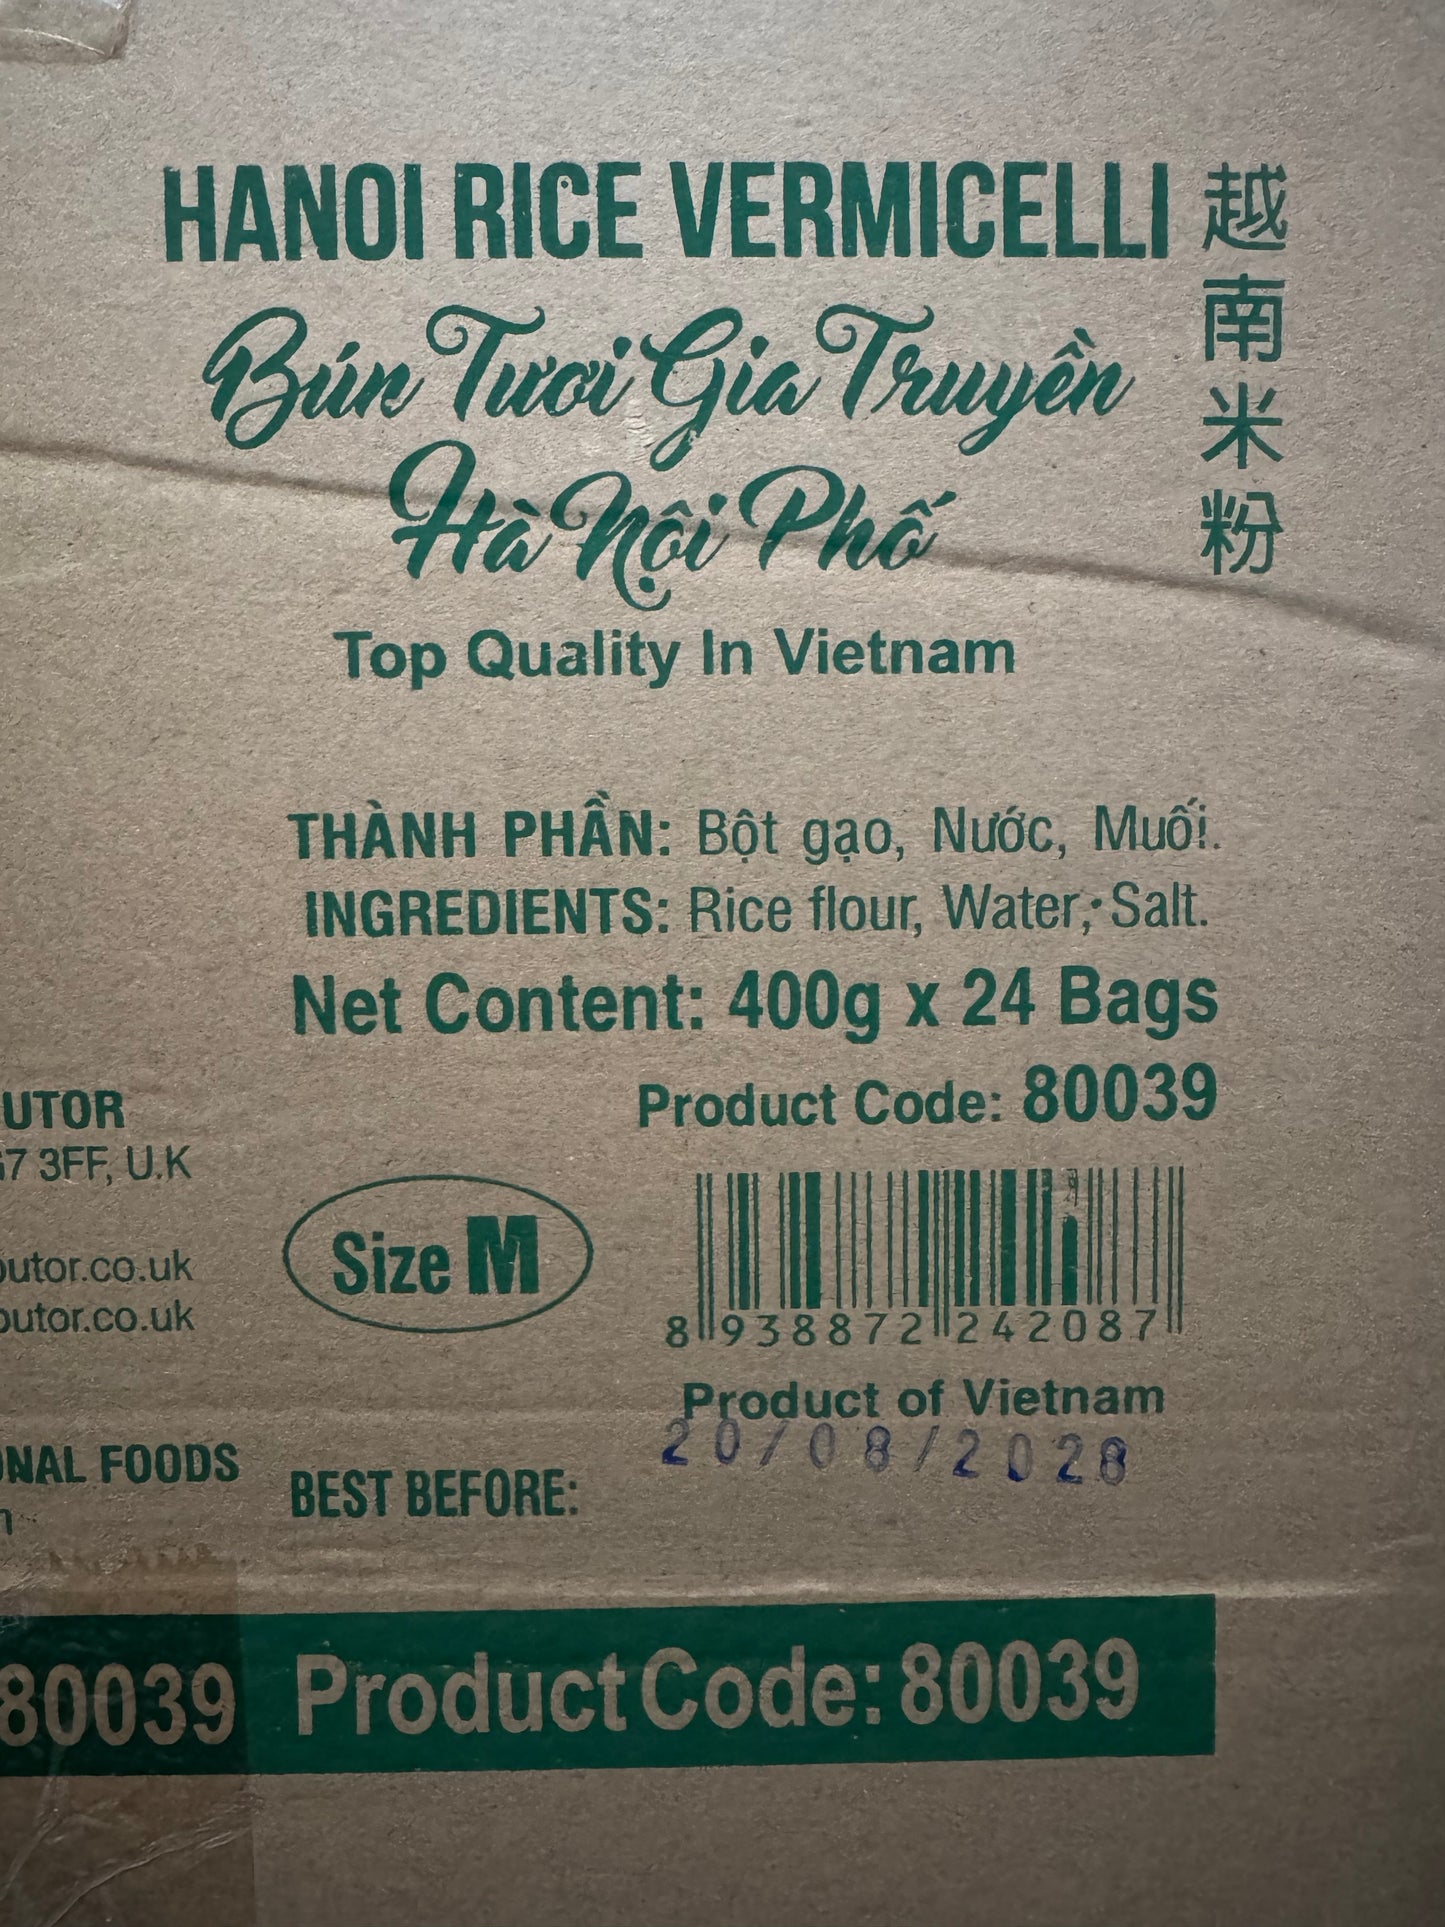 HANOI RICE VERMICELLI
越南米粉
Bún Tươi Gia Truyền
Hà Nội Phố
Top Quality In Vietnam
THÀNH PHẦN: Bột gạo, Nước, Muối.
INGREDIENTS: Rice flour, Water, Salt.
Net Content: 400g x 24 Bags
Product Code: 80039
UTOR
7 3FF, U.K
utor.co.uk
utor.co.uk
Size M
8 938872 242087
Product of Vietnam
20/08/2028
NAL FOODS
BEST BEFORE:
80039
Product Code: 80039